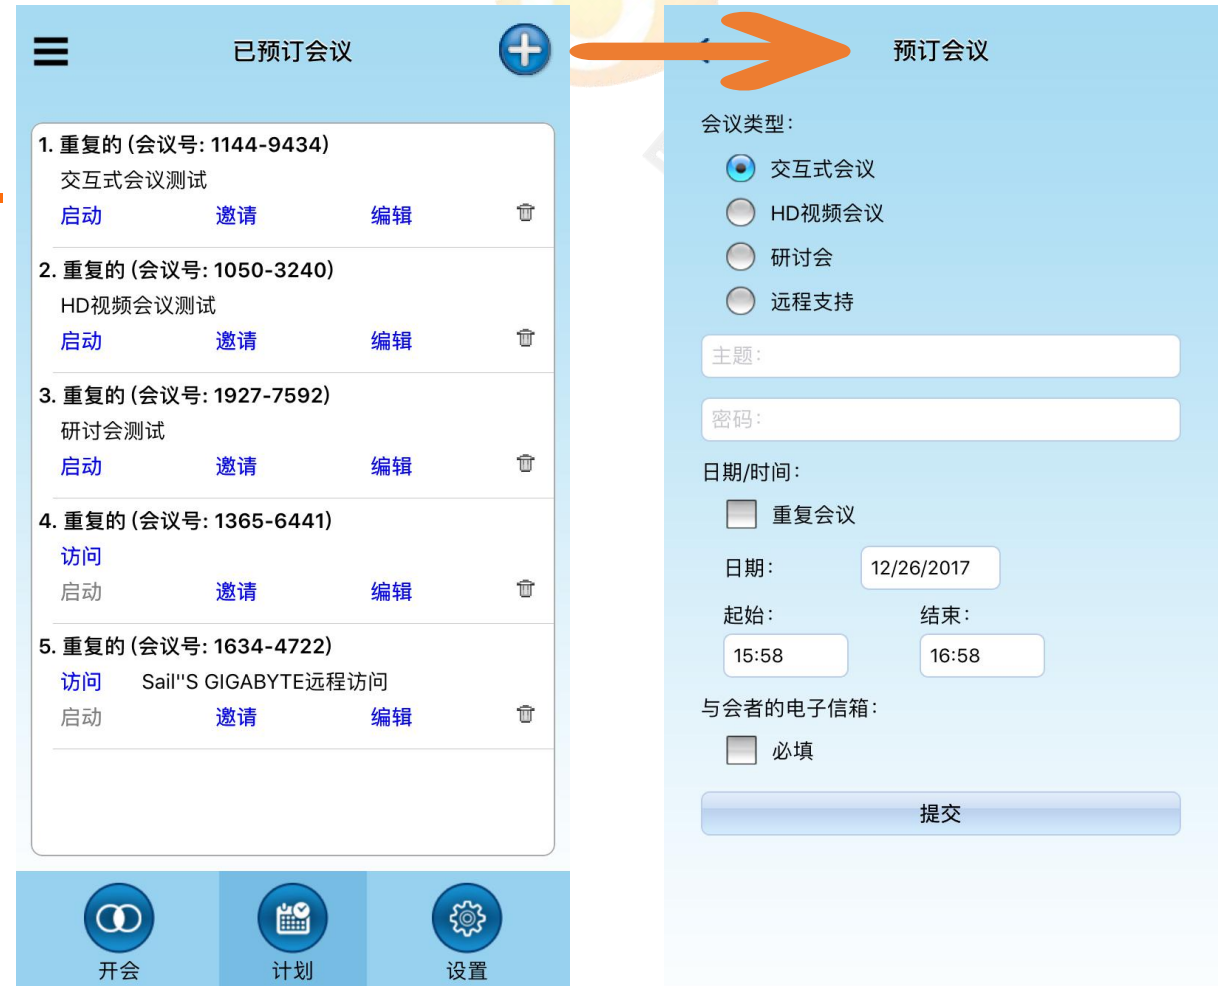 已预订会议
1. 重复的 (会议号: 1144-9434)
交互式会议测试
启动 邀请 编辑
2. 重复的 (会议号: 1050-3240)
HD视频会议测试
启动 邀请 编辑
3. 重复的 (会议号: 1927-7592)
研讨会测试
启动 邀请 编辑
4. 重复的 (会议号: 1365-6441)
访问
启动 邀请 编辑
5. 重复的 (会议号: 1634-4722)
访问 Sail''S GIGABYTE远程访问
启动 邀请 编辑
开会 计划 设置
预订会议
会议类型:
交互式会议
HD视频会议
研讨会
远程支持
主题:
密码:
日期/时间:
重复会议
日期: 12/26/2017
起始: 结束:
15:58 16:58
与会者的电子信箱:
必填
提交